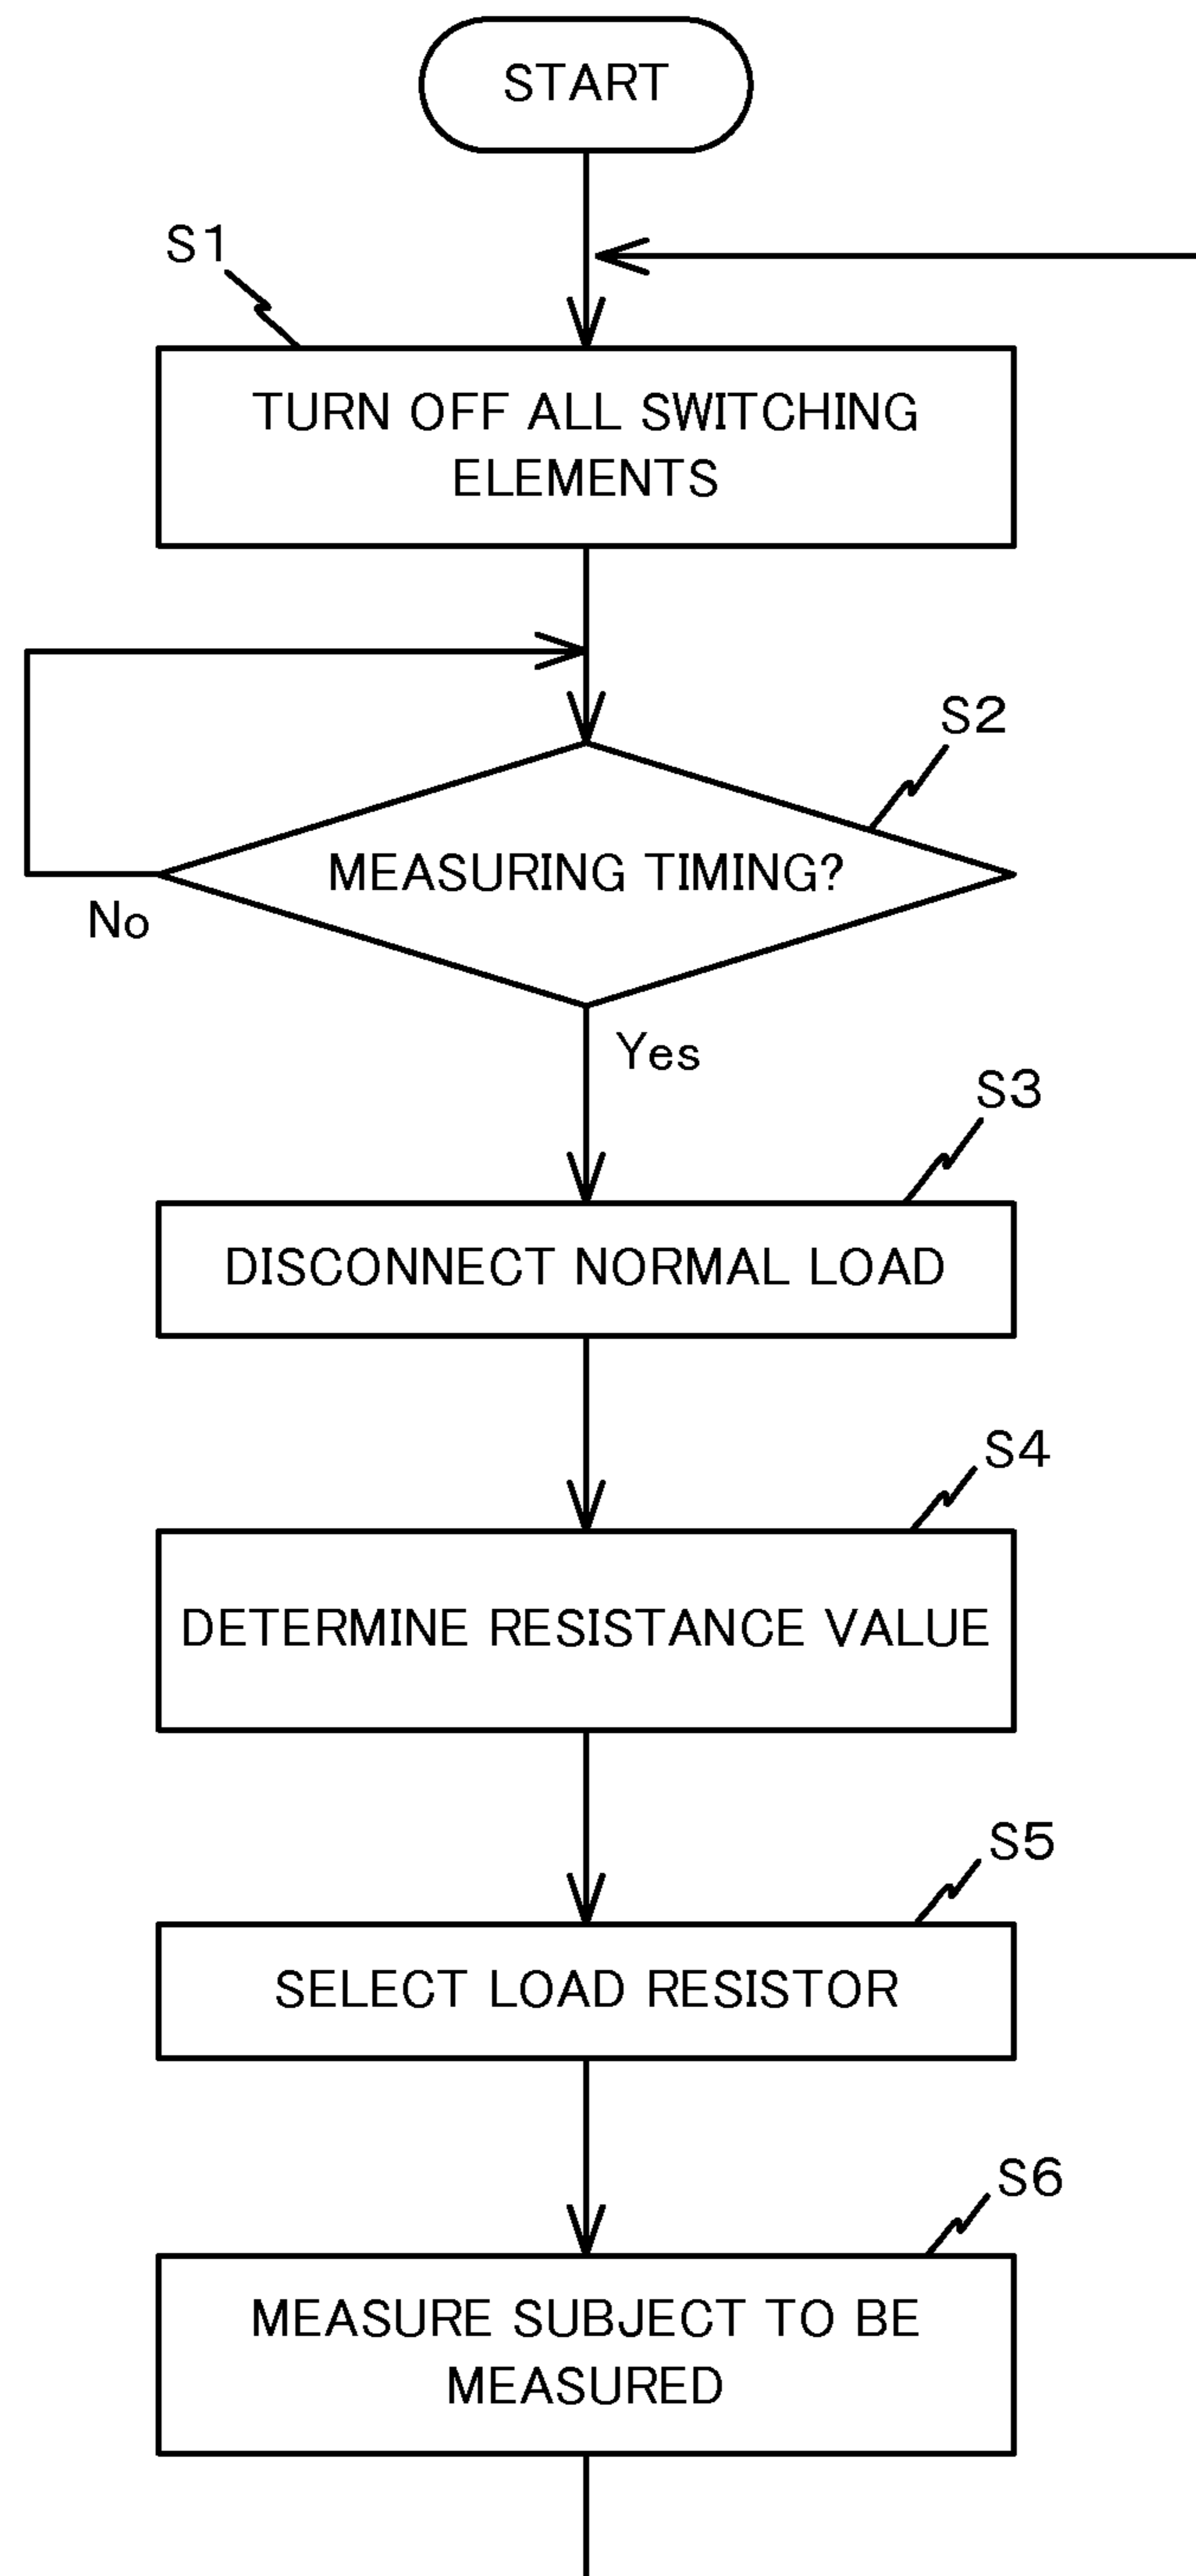 START
S1
TURN OFF ALL SWITCHING
ELEMENTS
S2
MEASURING TIMING?
No
Yes
S3
DISCONNECT NORMAL LOAD
S4
DETERMINE RESISTANCE VALUE
S5
SELECT LOAD RESISTOR
S6
MEASURE SUBJECT TO BE
MEASURED